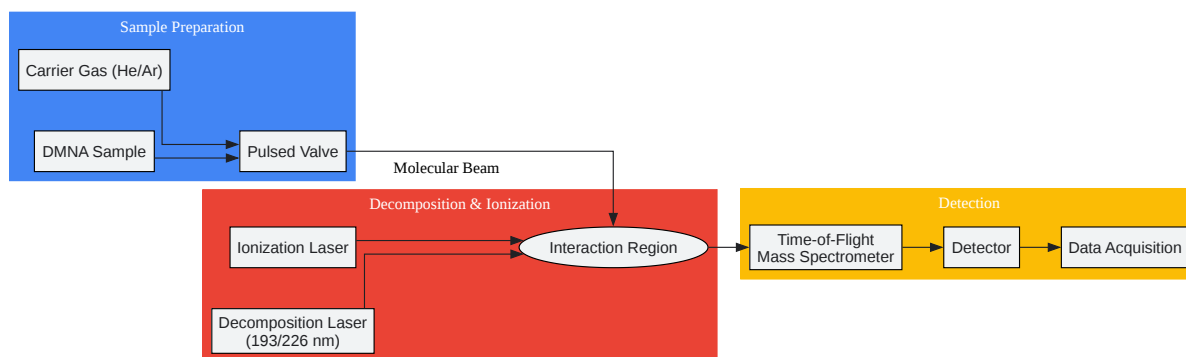 Sample Preparation
Carrier Gas (He/Ar)
DMNA Sample
Pulsed Valve
Molecular Beam
Decomposition & Ionization
Ionization Laser
Interaction Region
Decomposition Laser
(193/226 nm)
Detection
Time-of-Flight
Mass Spectrometer
Detector
Data Acquisition